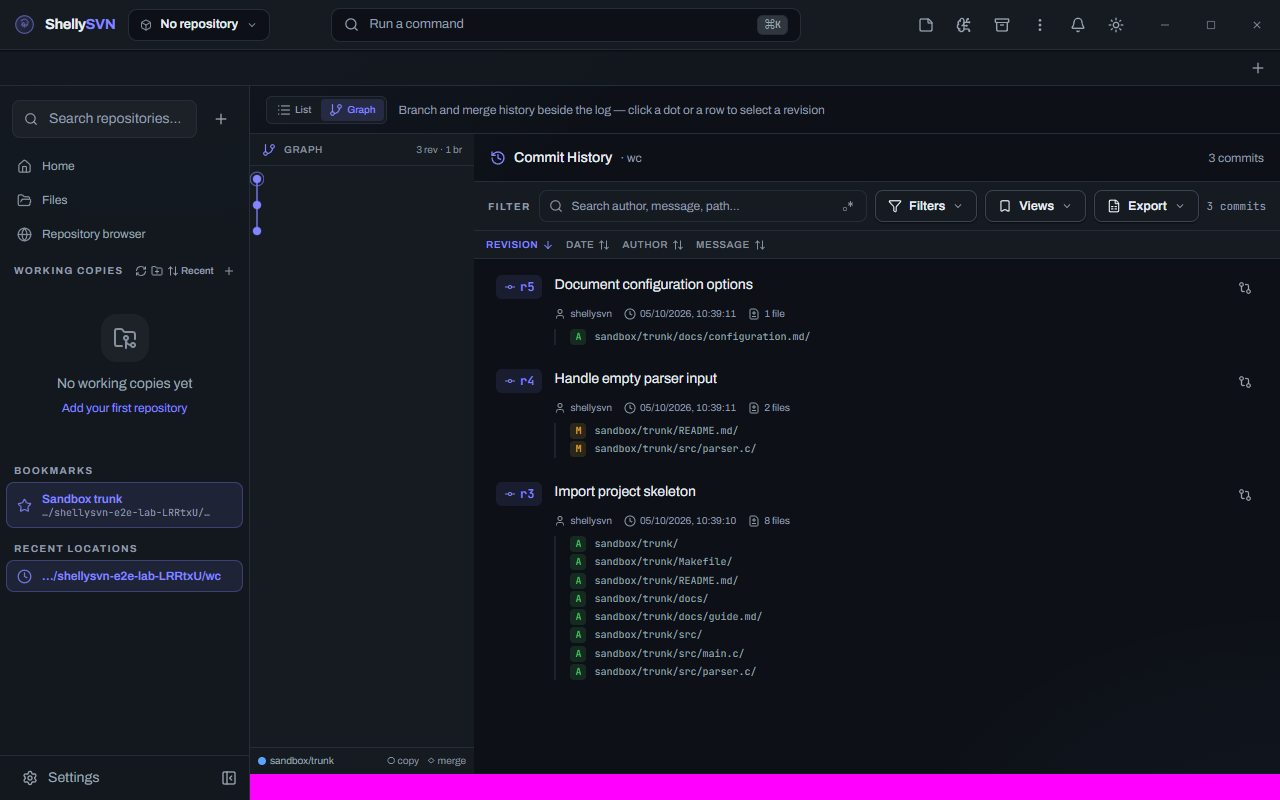 ShellySVN
No repository
Run a command
⌘K
Search repositories...
Home
Files
Repository browser
WORKING COPIES
Recent
No working copies yet
Add your first repository
BOOKMARKS
Sandbox trunk
…/shellysvn-e2e-lab-LRRtxU/…
RECENT LOCATIONS
.../shellysvn-e2e-lab-LRRtxU/wc
Settings
List
Graph
Branch and merge history beside the log — click a dot or a row to select a revision
GRAPH
3 rev · 1 br
sandbox/trunk
copy
merge
Commit History · wc
3 commits
FILTER
Search author, message, path...
.*
Filters
Views
Export
3 commits
REVISION
DATE
AUTHOR
MESSAGE
r5
Document configuration options
shellysvn 05/10/2026, 10:39:11 1 file
A sandbox/trunk/docs/configuration.md/
r4
Handle empty parser input
shellysvn 05/10/2026, 10:39:11 2 files
M sandbox/trunk/README.md/
M sandbox/trunk/src/parser.c/
r3
Import project skeleton
shellysvn 05/10/2026, 10:39:10 8 files
A sandbox/trunk/
A sandbox/trunk/Makefile/
A sandbox/trunk/README.md/
A sandbox/trunk/docs/
A sandbox/trunk/docs/guide.md/
A sandbox/trunk/src/
A sandbox/trunk/src/main.c/
A sandbox/trunk/src/parser.c/